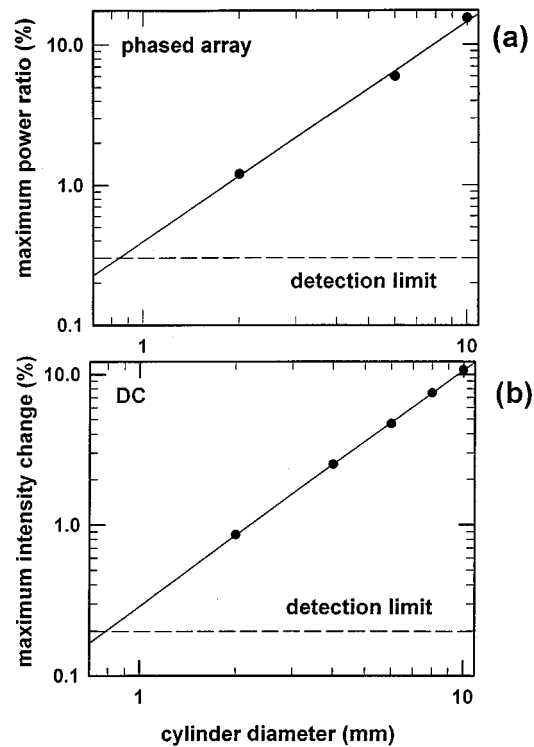 maximum power ratio (%)
10.0
1.0
0.1
phased array
(a)
detection limit
1
10
maximum intensity change (%)
10.0
1.0
0.1
DC
(b)
detection limit
1
10
cylinder diameter (mm)